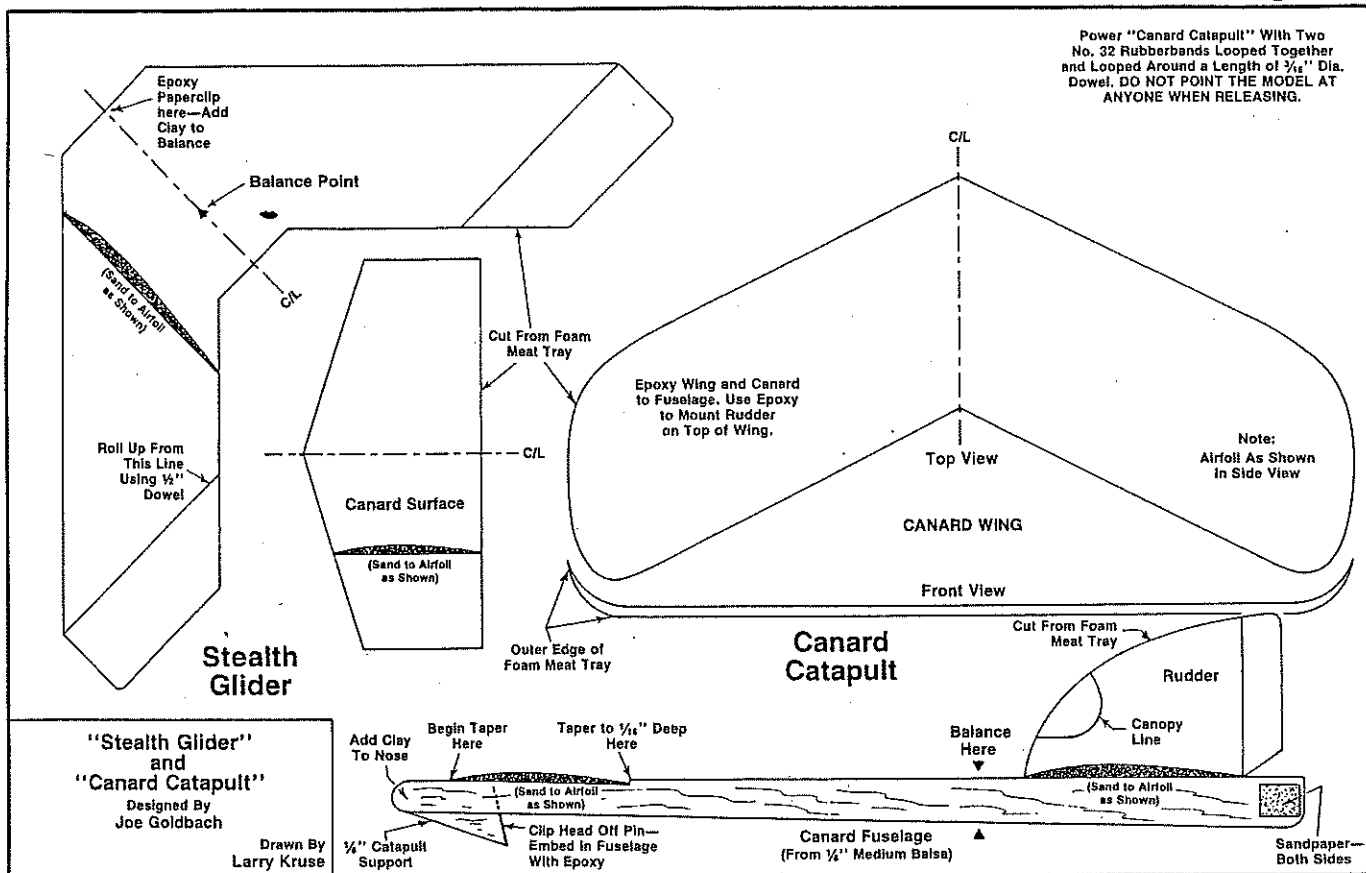 Power "Canard Catapult" With Two
No. 32 Rubberbands Looped Together
and Looped Around a Length of 3/16" Dia.
Dowel. DO NOT POINT THE MODEL AT
ANYONE WHEN RELEASING.
Epoxy
Paperclip
here—Add
Clay to
Balance
Balance Point
(Sand to Airfoil
as Shown)
C/L
Roll Up From
This Line
Using ½"
Dowel
Stealth
Glider
Cut From Foam
Meat Tray
C/L
Canard Surface
(Sand to Airfoil
as Shown)
C/L
Epoxy Wing and Canard
to Fuselage. Use Epoxy
to Mount Rudder
on Top of Wing.
Top View
Note:
Airfoil As Shown
In Side View
CANARD WING
Front View
Outer Edge of
Foam Meat Tray
Canard
Catapult
Cut From Foam
Meat Tray
Rudder
Canopy
Line
"Stealth Glider"
and
"Canard Catapult"
Designed By
Joe Goldbach
Drawn By
Larry Kruse
Add Clay
To Nose
Begin Taper
Here
Taper to 1/16" Deep
Here
Balance
Here
(Sand to Airfoil
as Shown)
(Sand to Airfoil
as Shown)
Catapult
Support
Clip Head Off Pin—
Embed In Fuselage
With Epoxy
Canard Fuselage
(From Medium Balsa)
Sandpaper—
Both Sides